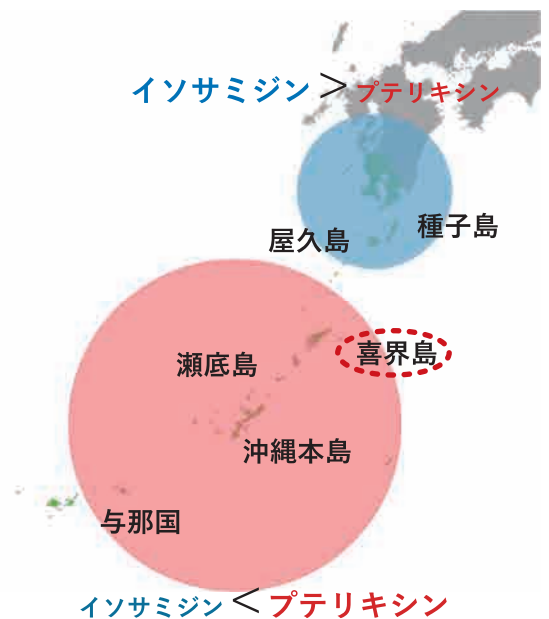 イソサミジン > プテリキシン
種子島
屋久島
喜界島
瀬底島
沖縄本島
与那国
イソサミジン < プテリキシン